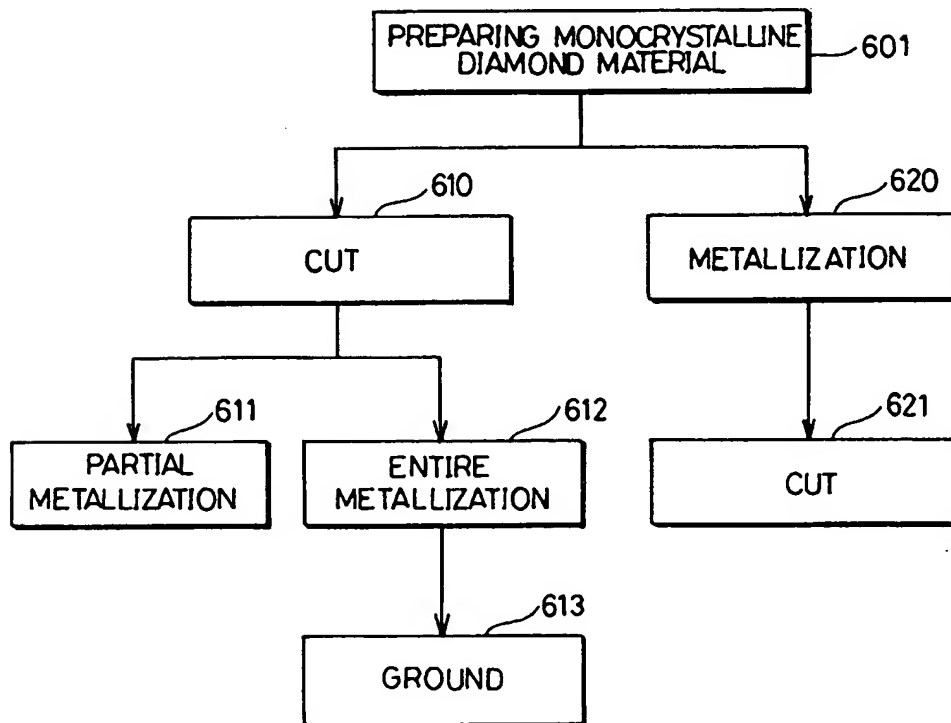 PREPARING MONOCRYSTALLINE
DIAMOND MATERIAL
601
610
620
CUT
METALLIZATION
611
612
621
PARTIAL
METALLIZATION
ENTIRE
METALLIZATION
CUT
613
GROUND